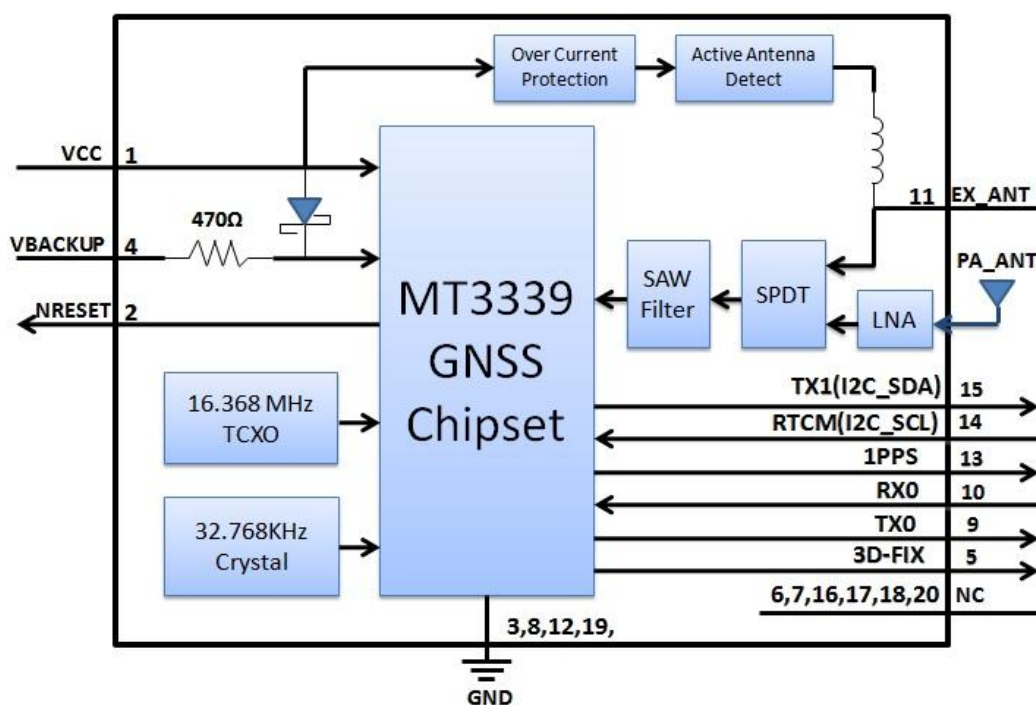 Over Current
Protection
Active Antenna
Detect
VCC 1
11 EX_ANT
470Ω
VBACKUP 4
PA_ANT
MT3339
GNSS
Chipset
SAW
Filter
SPDT
LNA
NRESET 2
16.368 MHz
TCXO
32.768KHz
Crystal
TX1(I2C_SDA) 15
RTCM(I2C_SCL) 14
1PPS 13
RX0 10
TX0 9
3D-FIX 5
6,7,16,17,18,20 NC
3,8,12,19,
GND